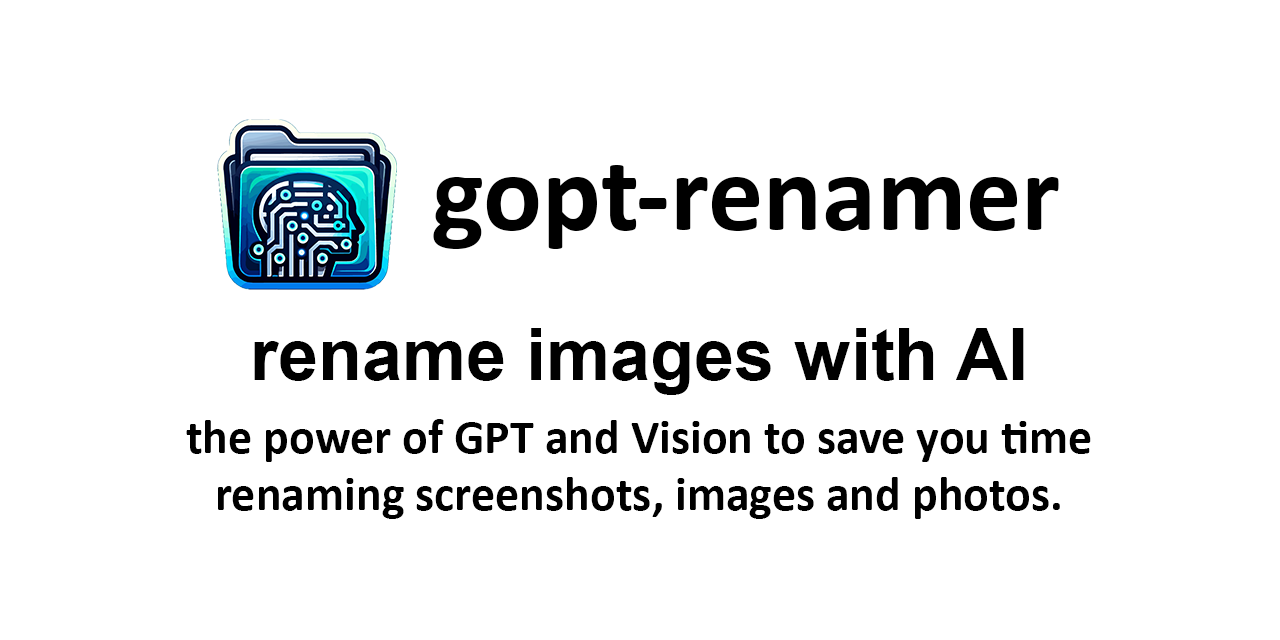 gopt-renamer
rename images with AI
the power of GPT and Vision to save you time
renaming screenshots, images and photos.